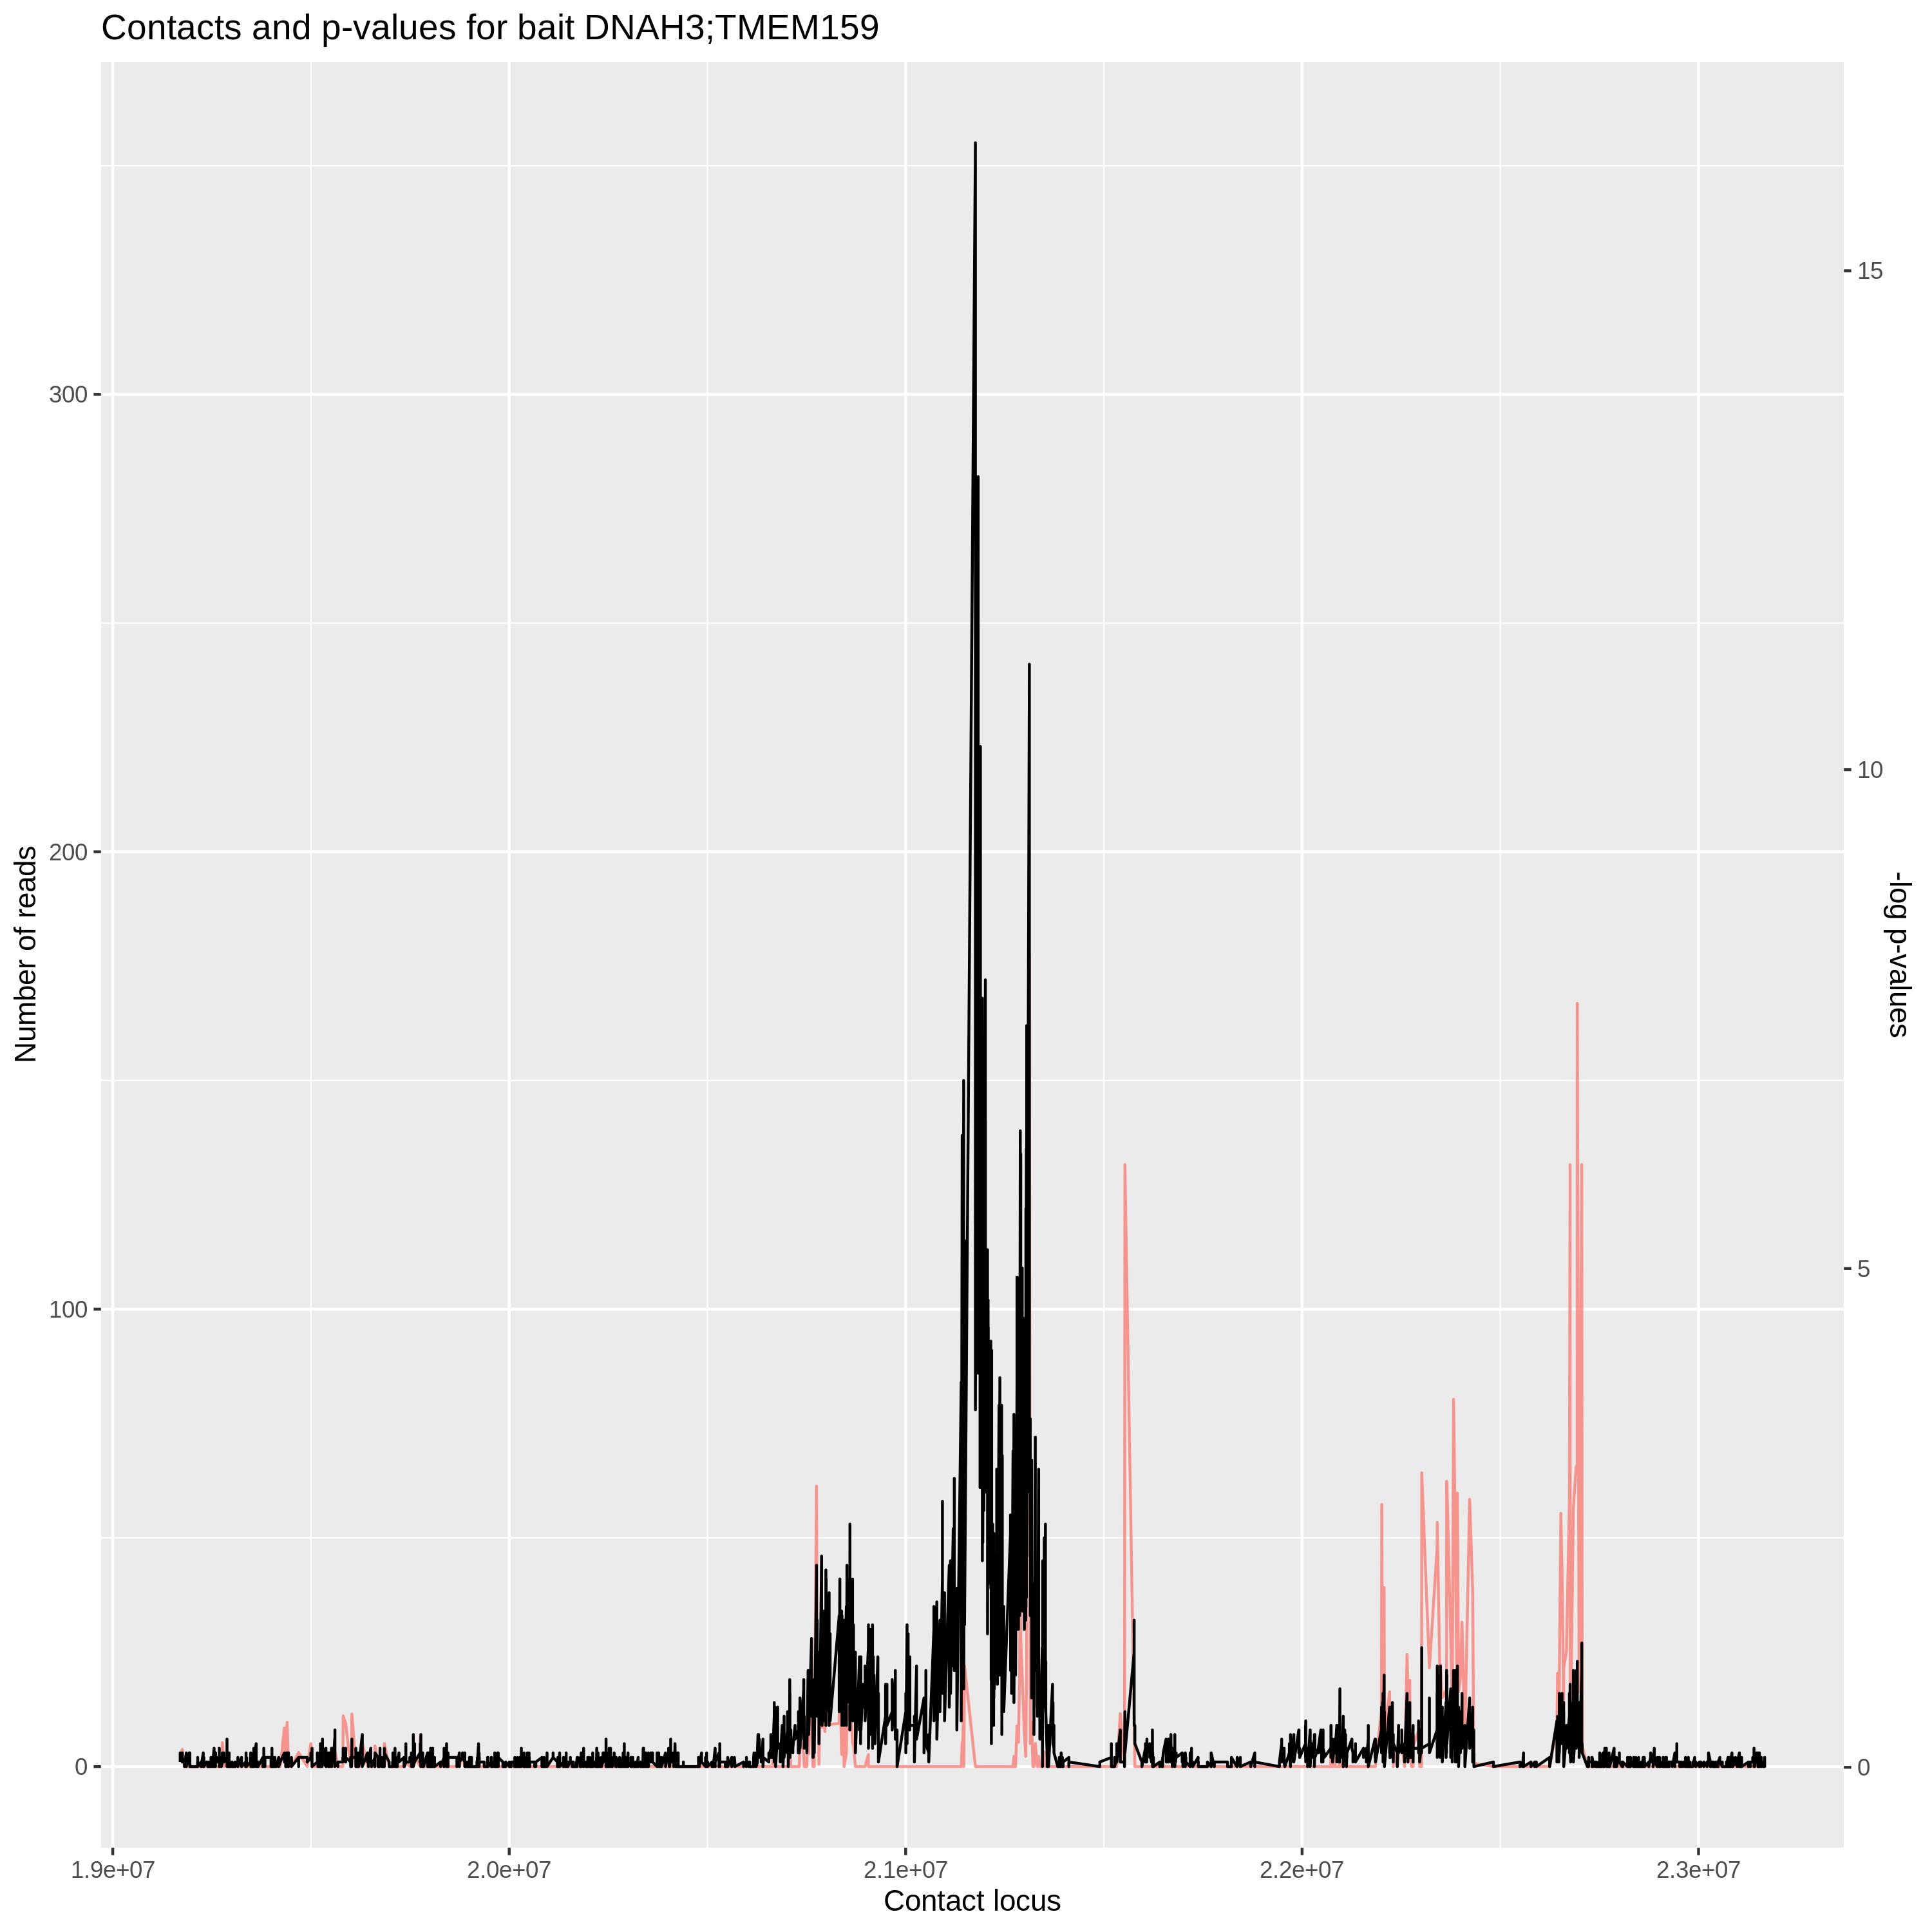 Contacts and p-values for bait DNAH3;TMEM159
Number of reads
300
200
100
0
15
10
5
0
-log p-values
1.9e+07
2.0e+07
2.1e+07
2.2e+07
2.3e+07
Contact locus